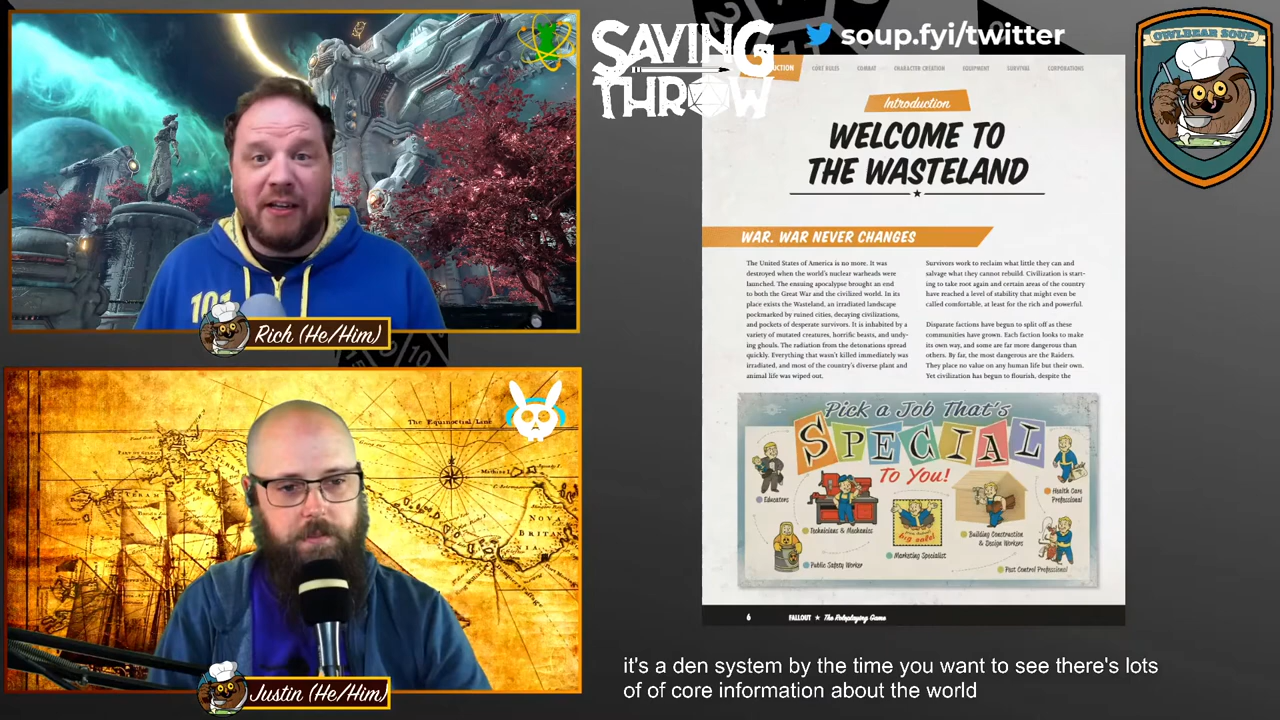 SAVING
THROW
soup.fyi/twitter
OWLBEAR SOUP
CORE RULES
COMBAT
CHARACTER CREATION
EQUIPMENT
SURVIVAL
CORPORATIONS
Introduction
WELCOME TO
THE WASTELAND
WAR. WAR NEVER CHANGES
The United States of America is no more. It was
destroyed when the world's nuclear warheads were
launched. The ensuing apocalypse brought an end
to both the Great War and the civilized world. In its
place exists the Wasteland, an irradiated landscape
pockmarked by ruined cities, decaying civilizations,
and pockets of desperate survivors. It is inhabited by a
variety of mutated creatures, horrific beasts, and undy-
ing ghouls. The radiation from the detonations spread
quickly. Everything that wasn't killed immediately was
irradiated, and most of the country's diverse plant and
animal life was wiped out.
Survivors work to reclaim what little they can and
salvage what they cannot rebuild. Civilization is start-
ing to take root again and certain areas of the country
have reached a level of stability that might even be
called comfortable, at least for the rich and powerful.
Disparate factions have begun to split off as these
communities have grown. Each faction looks to make
its own way, and some are far more dangerous than
others. By far, the most dangerous are the Raiders.
They place no value on any human life but their own.
Yet civilization has begun to flourish, despite the
Pick a Job That's
SPECIAL
To You!
Educators
Health Care
Professional
Technicians & Mechanics
Building Construction
& Design Workers
big sale!
Marketing Specialist
Public Safety Worker
Pest Control Professional
6
FALLOUT ★ The Roleplaying Game
101
Rich (He/Him)
The Equinoctial Line
Justin (He/Him)
it's a den system by the time you want to see there's lots
of of core information about the world